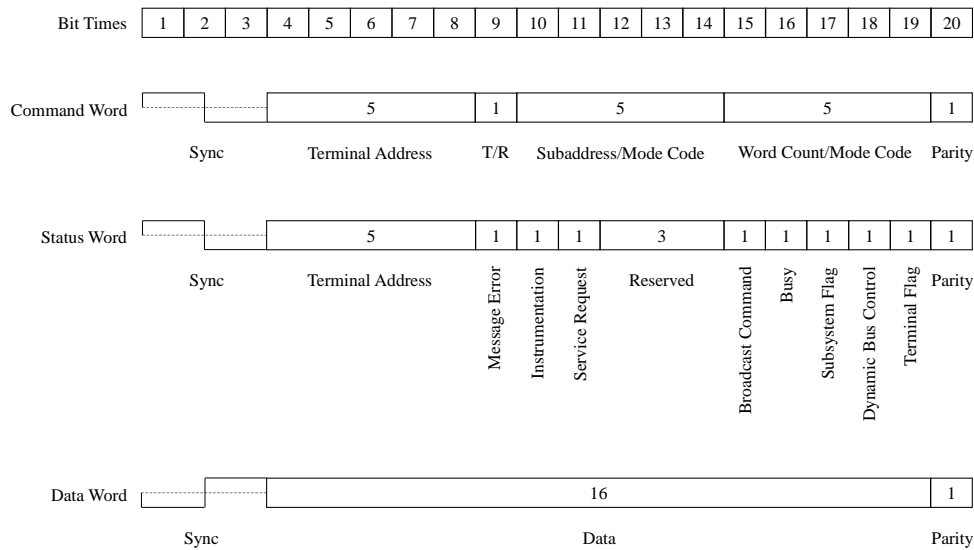 Bit Times 1 2 3 4 5 6 7 8 9 10 11 12 13 14 15 16 17 18 19 20
Command Word 5 1 5 5 1
Sync Terminal Address T/R Subaddress/Mode Code Word Count/Mode Code Parity
Status Word 5 1 1 1 3 1 1 1 1 1 1
Sync Terminal Address Message Error Instrumentation Service Request Reserved Broadcast Command Busy Subsystem Flag Dynamic Bus Control Terminal Flag Parity
Data Word 16 1
Sync Data Parity